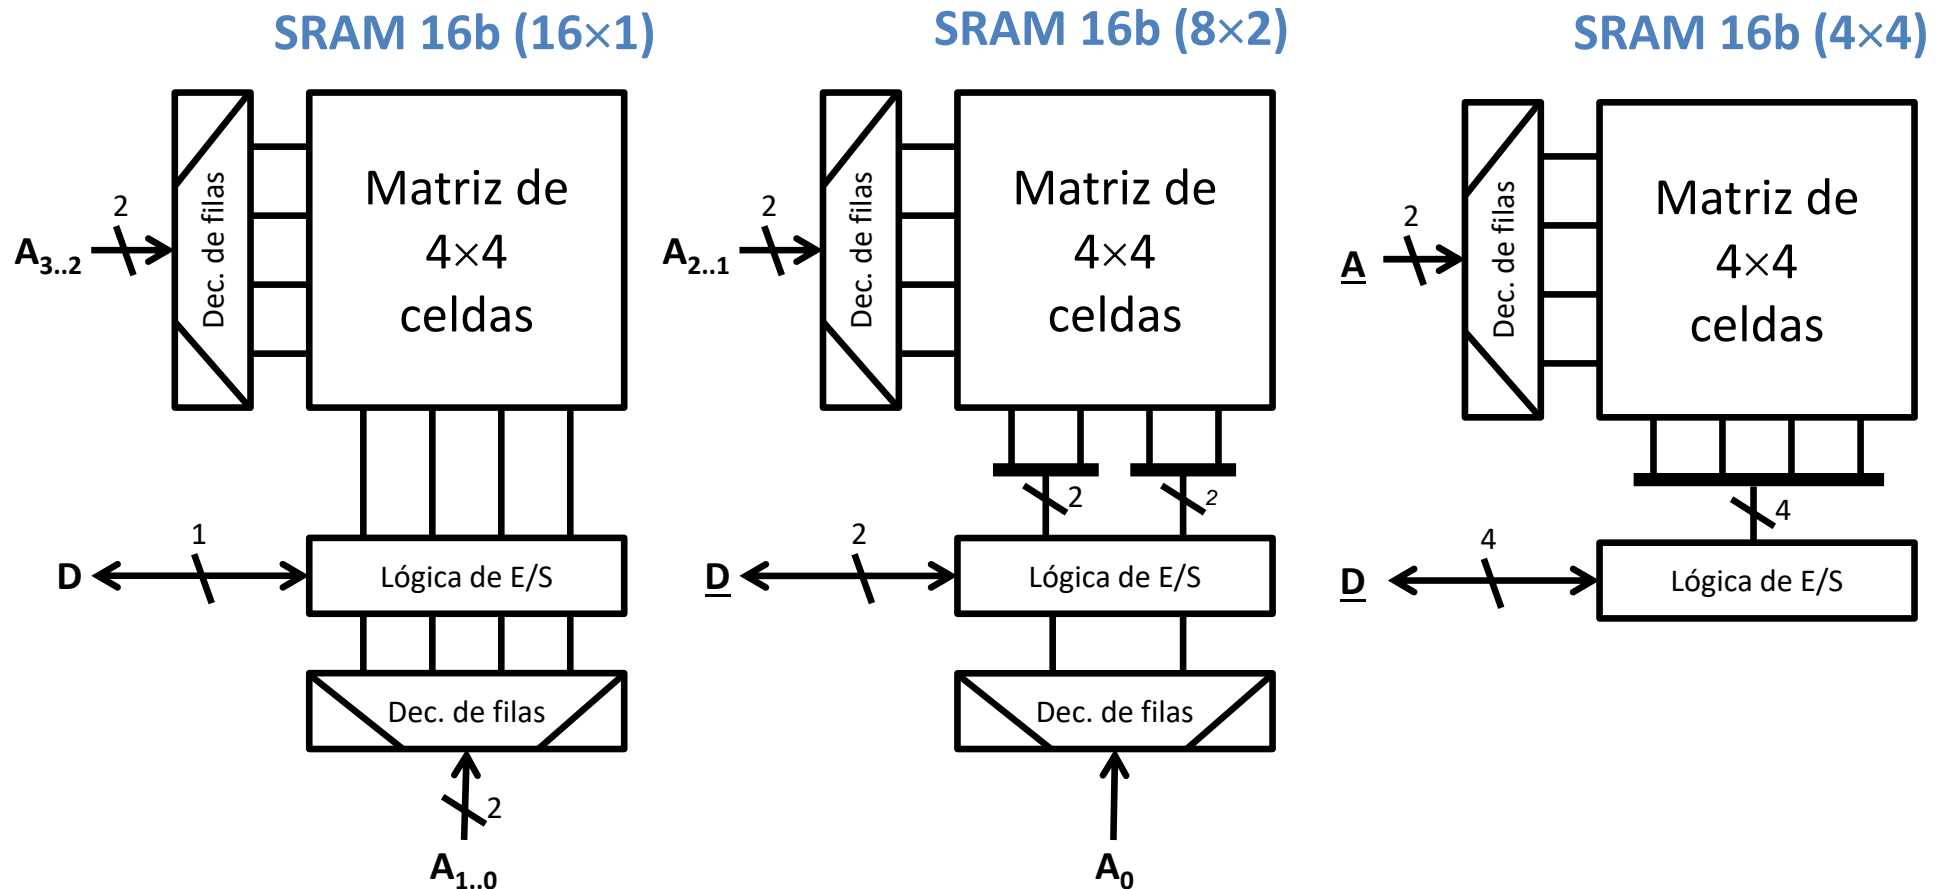 SRAM 16b (16×1)
2
A3..2
Dec. de filas
Matriz de
4×4
celdas
1
D
Lógica de E/S
Dec. de filas
2
A1..0
SRAM 16b (8×2)
2
A2..1
Dec. de filas
Matriz de
4×4
celdas
2
2
2
D
Lógica de E/S
Dec. de filas
A0
SRAM 16b (4×4)
2
A
Dec. de filas
Matriz de
4×4
celdas
4
4
D
Lógica de E/S